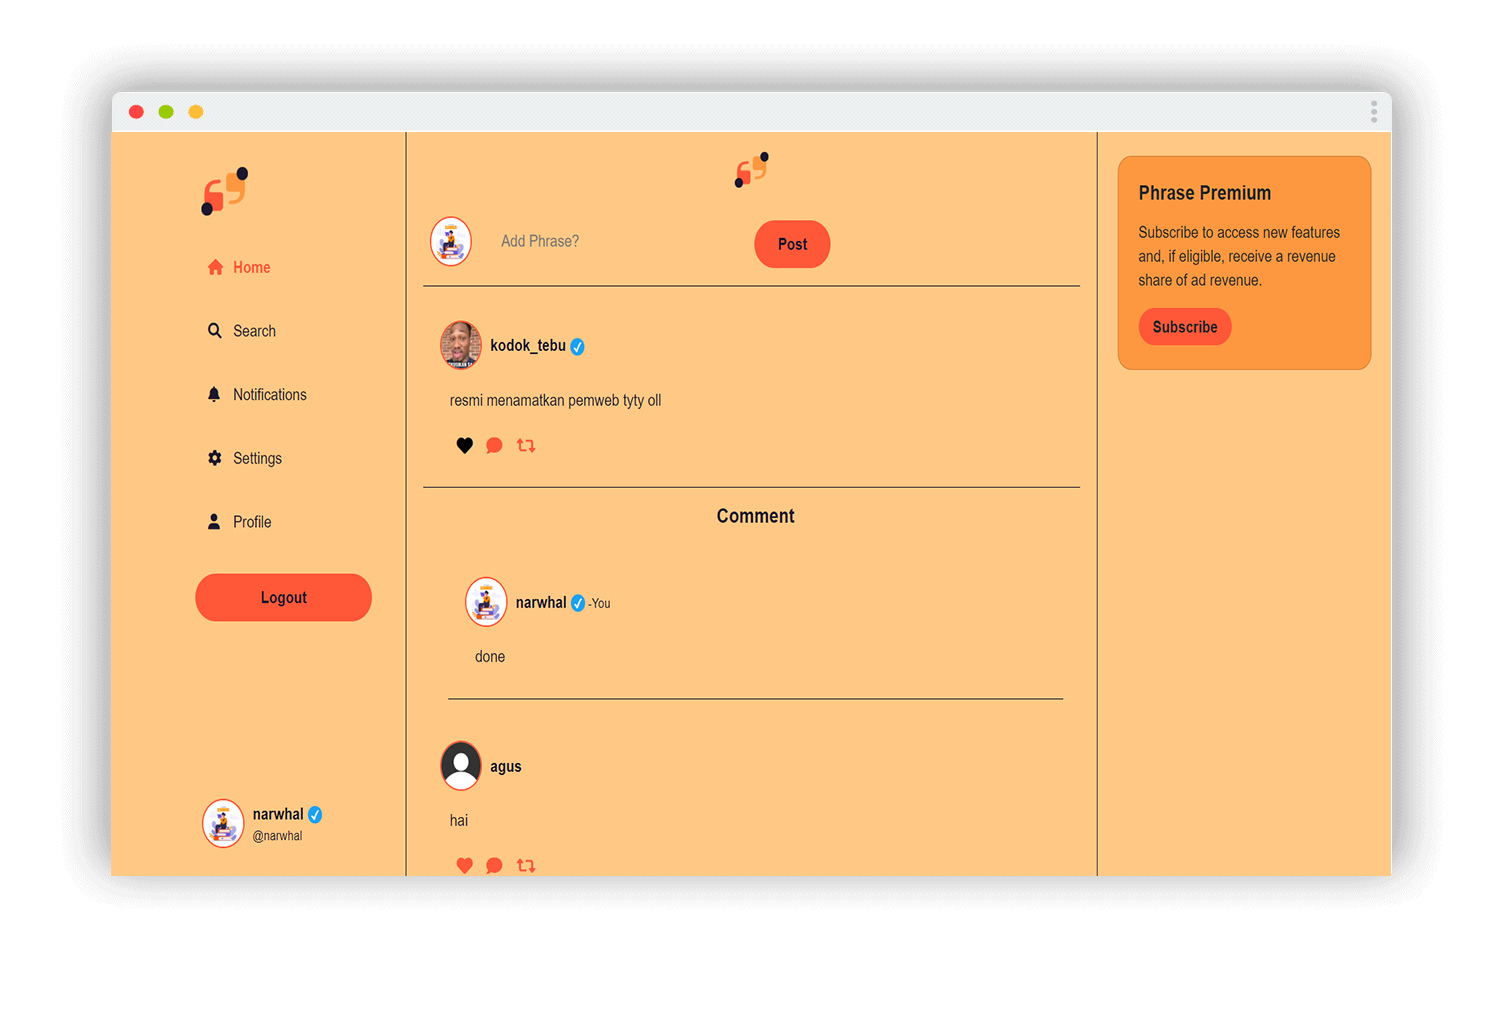 Home
Search
Notifications
Settings
Profile
Logout
narwhal
@narwhal
Add Phrase?
Post
kodok_tebu
resmi menamatkan pemweb tyty oll
Comment
narwhal -You
done
agus
hai
Phrase Premium
Subscribe to access new features
and, if eligible, receive a revenue
share of ad revenue.
Subscribe